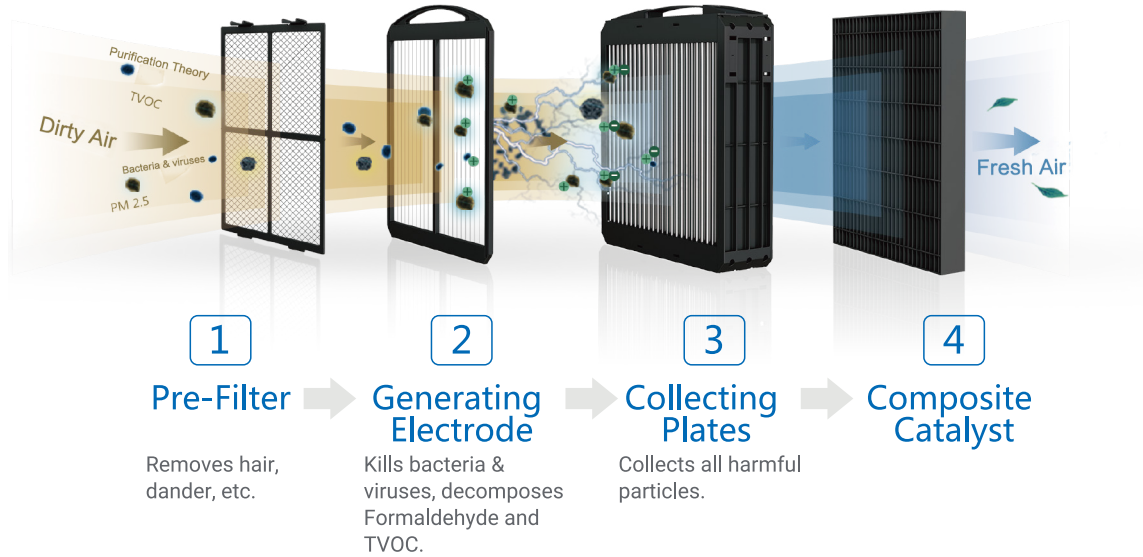 Purification Theory
TVOC
Dirty Air
Bacteria & viruses
PM 2.5
Fresh Air
1
Pre-Filter
Removes hair,
dander, etc.
2
Generating
Electrode
Kills bacteria &
viruses, decomposes
Formaldehyde and
TVOC.
3
Collecting
Plates
Collects all harmful
particles.
4
Composite
Catalyst